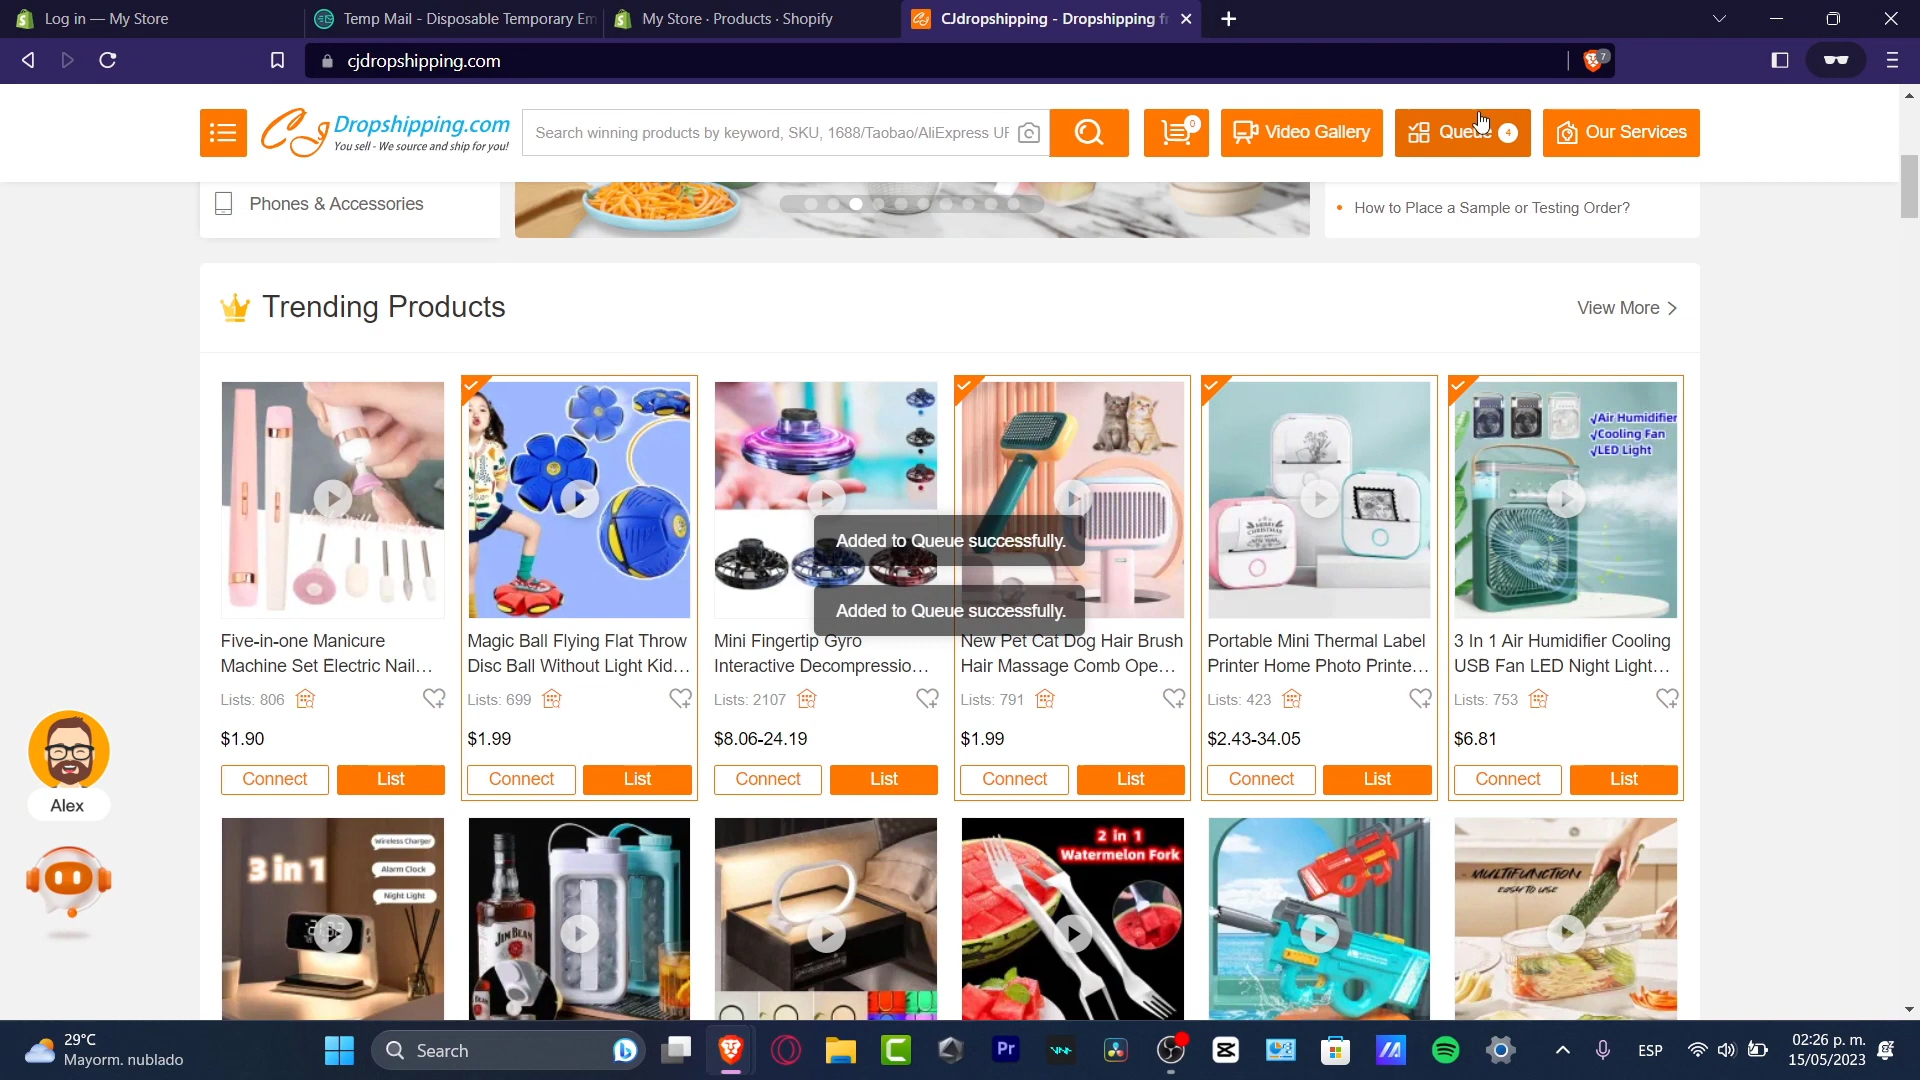 Log in — My Store
Temp Mail - Disposable Temporary Em
My Store · Products · Shopify
CJdropshipping - Dropshipping fr
cjdropshipping.com
7
Dropshipping.com
You sell - We source and ship for you!
Search winning products by keyword, SKU, 1688/Taobao/AliExpress UR
0
Video Gallery
Queue 4
Our Services
Phones & Accessories
How to Place a Sample or Testing Order?
Trending Products
View More >
√Air Humidifier
√Cooling Fan
√LED Light
Added to Queue successfully.
Added to Queue successfully.
Five-in-one Manicure
Machine Set Electric Nail...
Lists: 806
$1.90
Connect
List
Magic Ball Flying Flat Throw
Disc Ball Without Light Kid...
Lists: 699
$1.99
Connect
List
Mini Fingertip Gyro
Interactive Decompressio...
Lists: 2107
$8.06-24.19
Connect
List
New Pet Cat Dog Hair Brush
Hair Massage Comb Ope...
Lists: 791
$1.99
Connect
List
Portable Mini Thermal Label
Printer Home Photo Printe...
Lists: 423
$2.43-34.05
Connect
List
3 In 1 Air Humidifier Cooling
USB Fan LED Night Light...
Lists: 753
$6.81
Connect
List
Alex
3 in 1
Wireless Charger
Alarm Clock
Night Light
JIM BEAM
2 in 1
Watermelon Fork
MULTIFUNCTION
EASY TO USE
29°C
Mayorm. nublado
Search
Pr
ESP
02:26 p. m.
15/05/2023